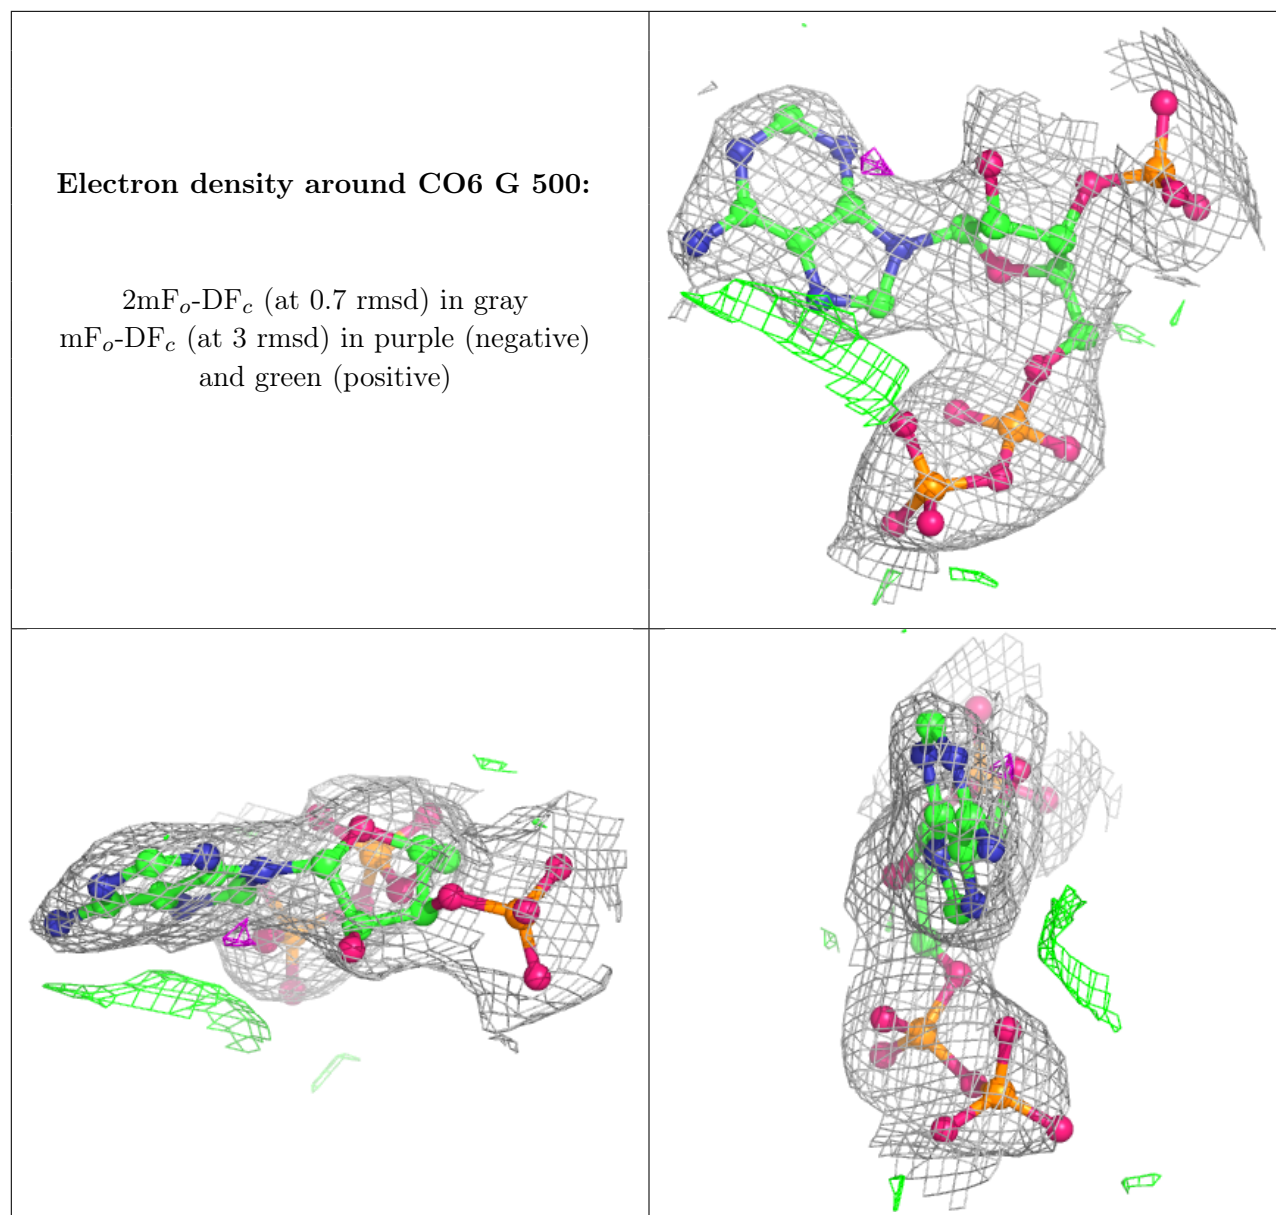 Electron density around CO6 G 500:
2mFₒ-DF𝒸 (at 0.7 rmsd) in gray
mFₒ-DF𝒸 (at 3 rmsd) in purple (negative)
and green (positive)